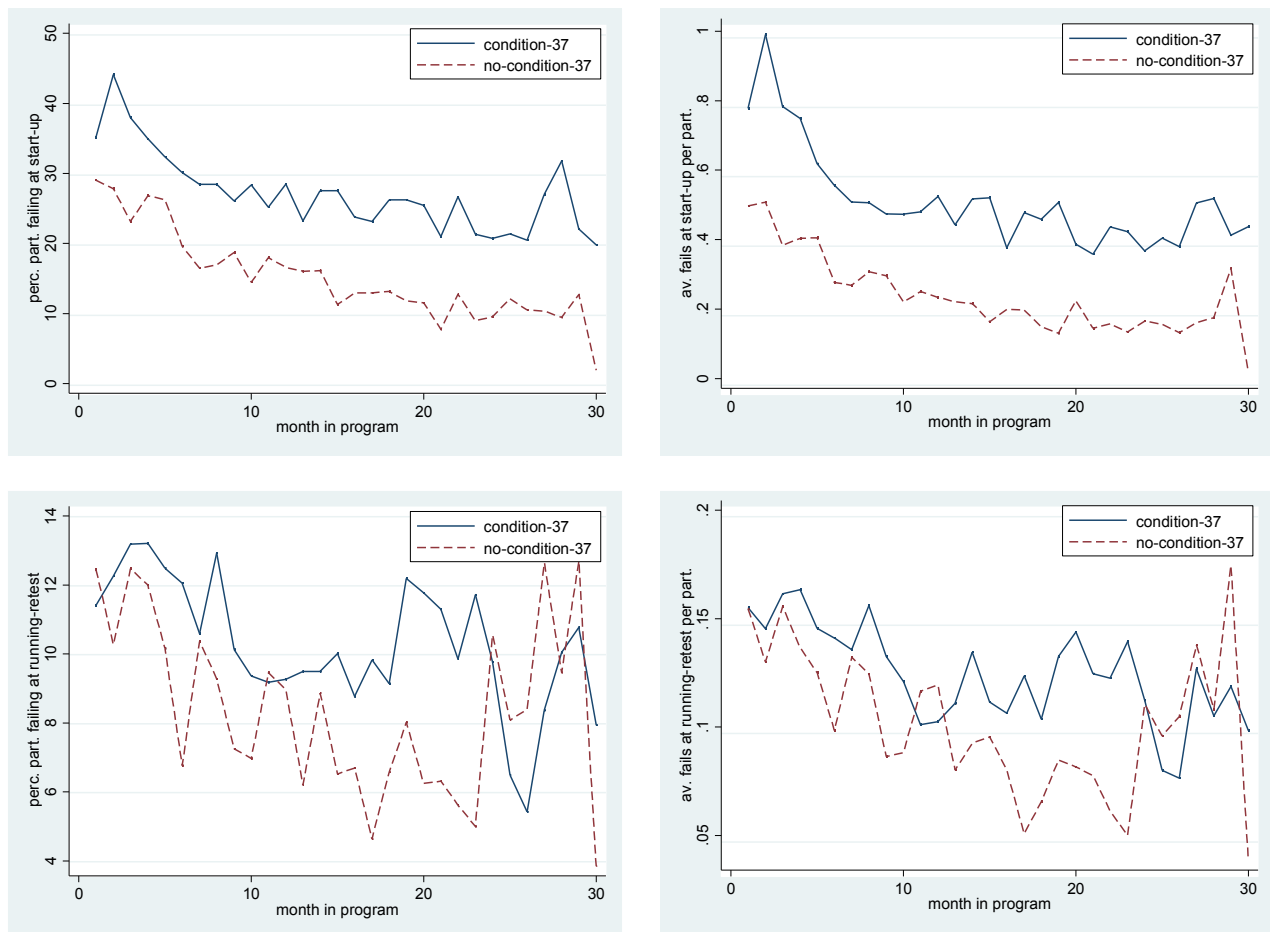 perc. part. failing at start-up
50
40
30
20
10
0
condition-37
no-condition-37
0 10 20 30
month in program
av. fails at start-up per part.
1
.8
.6
.4
.2
0
condition-37
no-condition-37
0 10 20 30
month in program
perc. part. failing at running-retest
14
12
10
8
6
4
condition-37
no-condition-37
0 10 20 30
month in program
av. fails at running-retest per part.
.2
.15
.1
.05
condition-37
no-condition-37
0 10 20 30
month in program